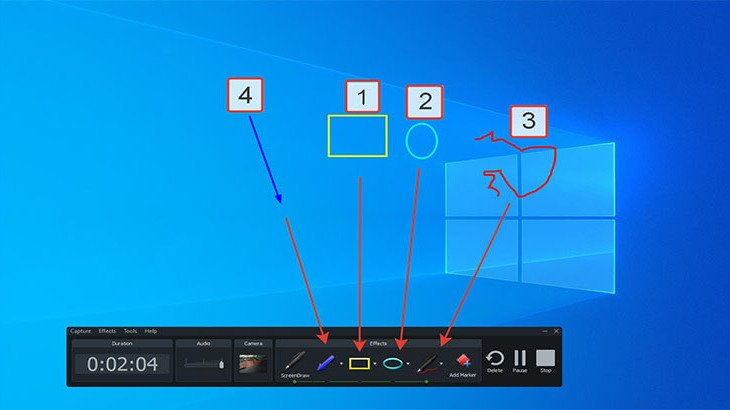 4
1
2
3
Capture Effects Tools Help
Duration
Audio
Camera
Effects
0:02:04
ScreenDraw
Add Marker
Delete
Pause
Stop